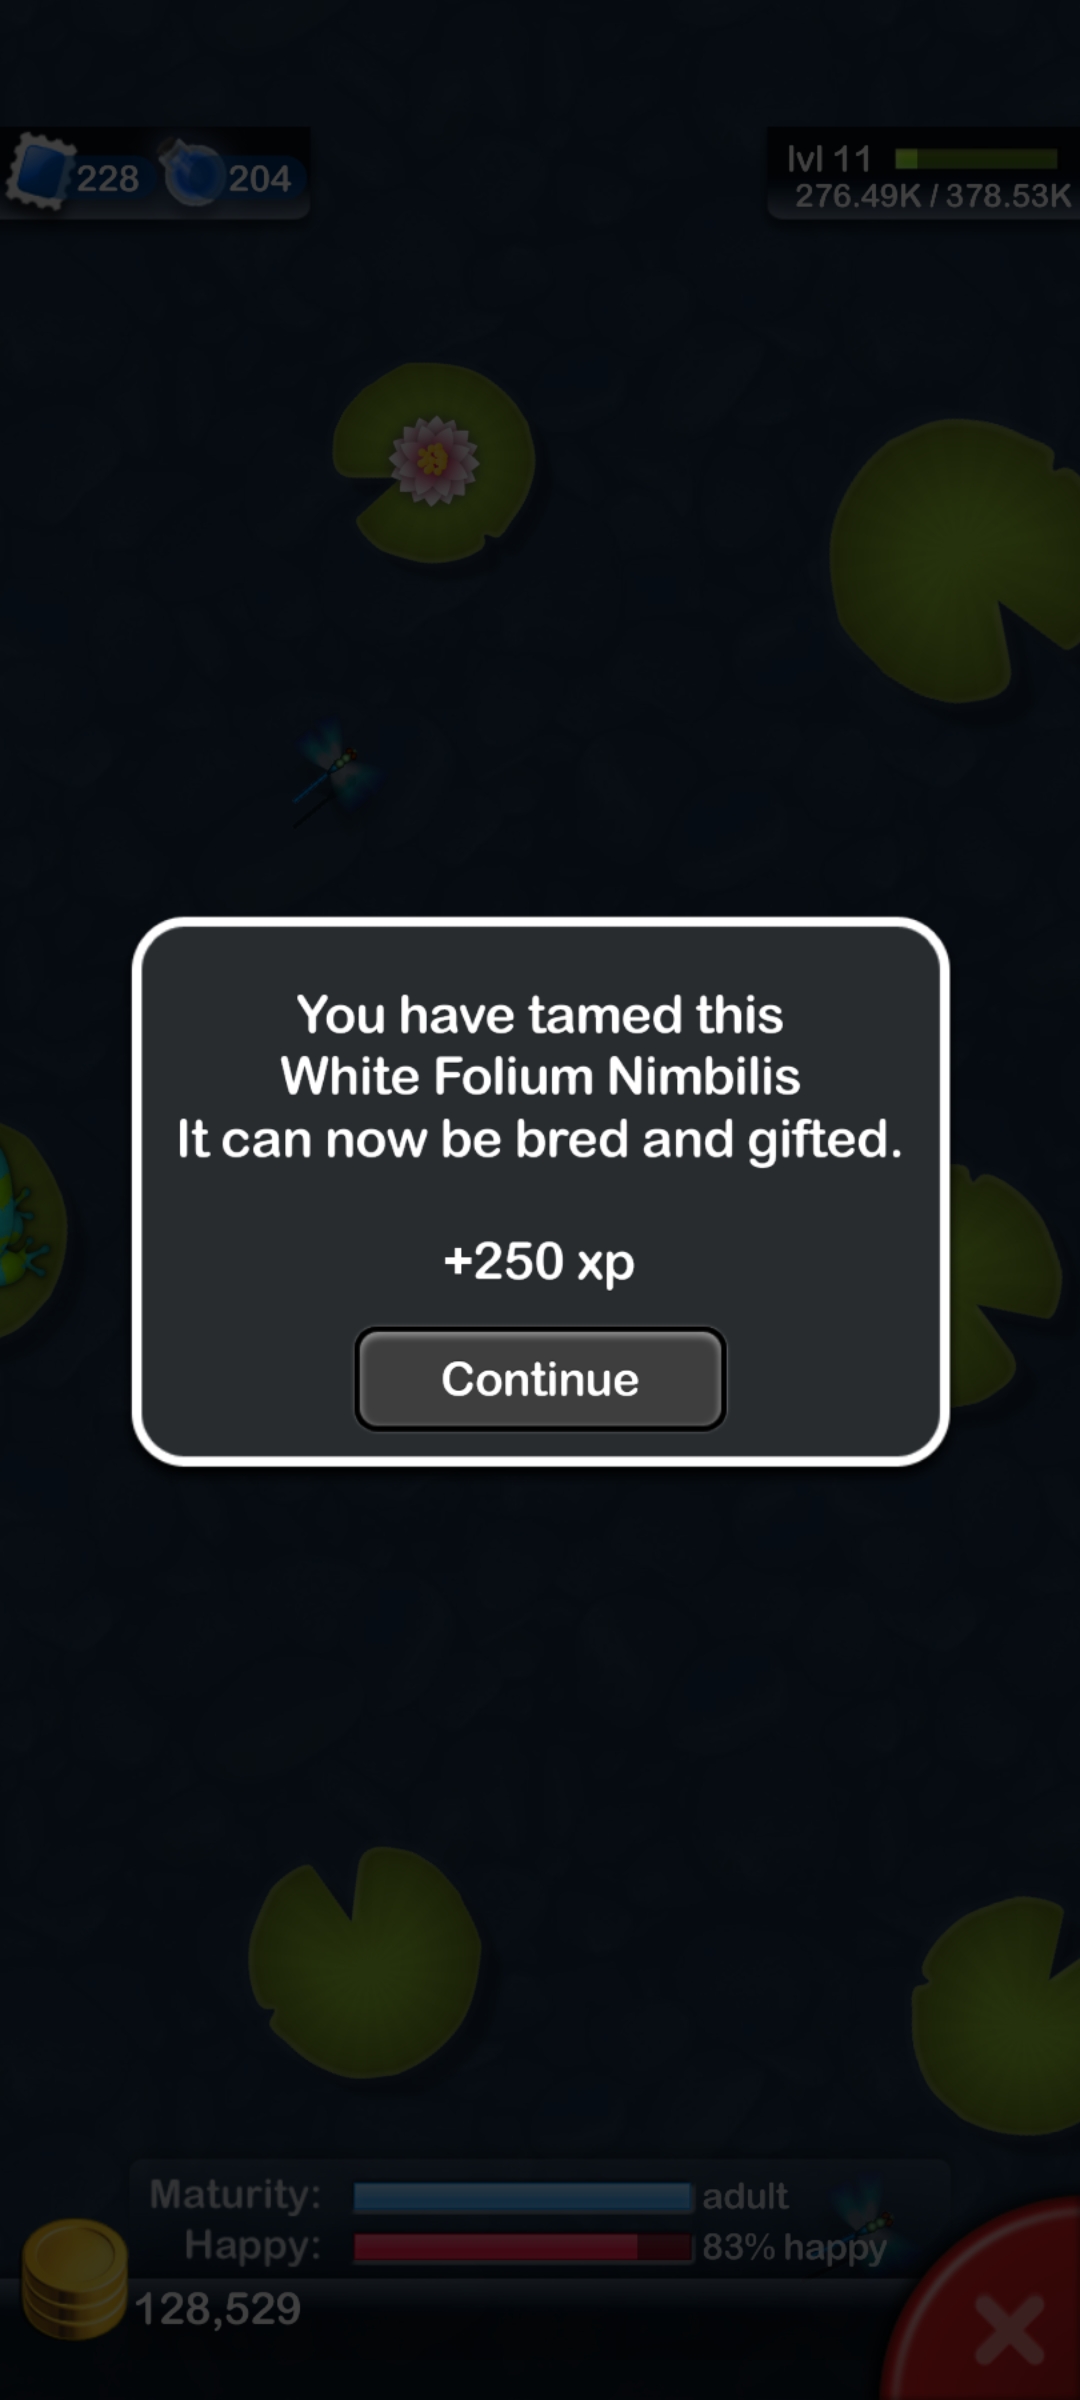 228
204
lvl 11
276.49K / 378.53K
You have tamed this
White Folium Nimbilis
It can now be bred and gifted.
+250 xp
Continue
Maturity: adult
Happy: 83% happy
128,529